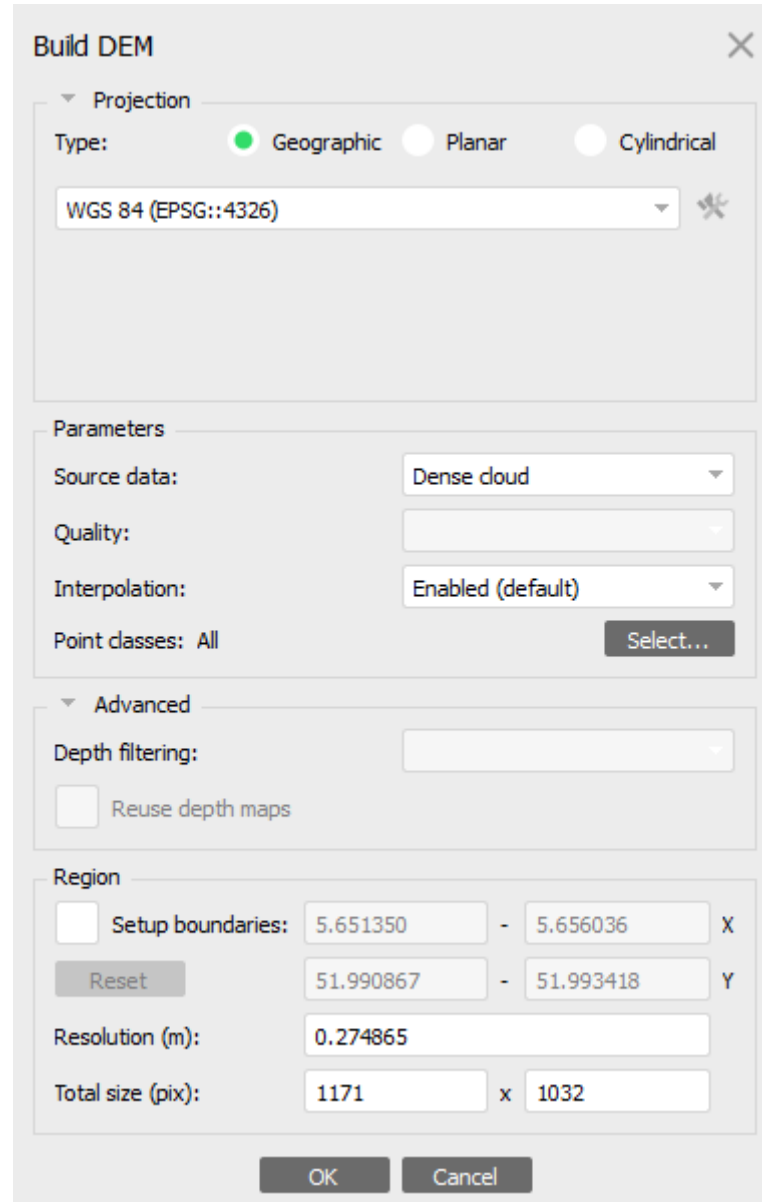 Build DEM
Projection
Type: Geographic Planar Cylindrical
WGS 84 (EPSG::4326)
Parameters
Source data: Dense cloud
Quality:
Interpolation: Enabled (default)
Point classes: All Select...
Advanced
Depth filtering:
Reuse depth maps
Region
Setup boundaries: 5.651350 - 5.656036 X
Reset 51.990867 - 51.993418 Y
Resolution (m): 0.274865
Total size (pix): 1171 x 1032
OK Cancel